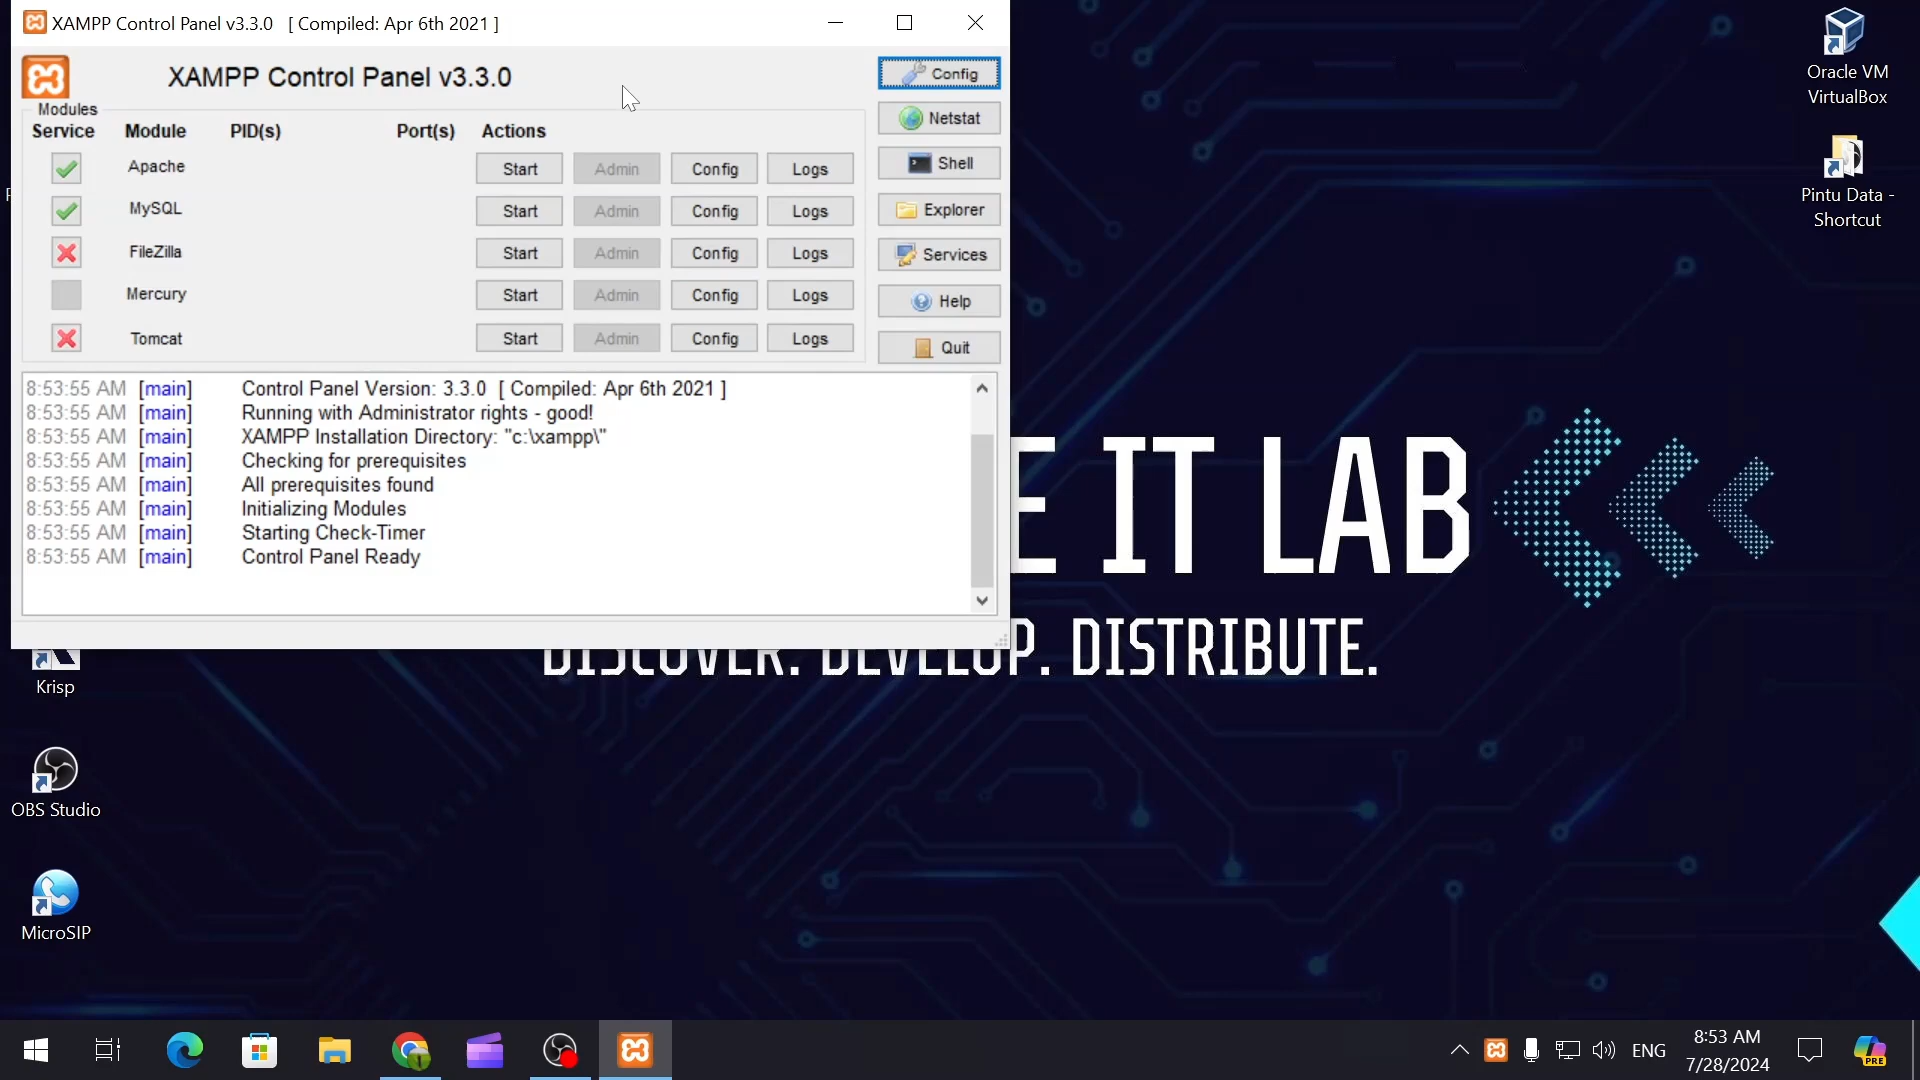 XAMPP Control Panel v3.3.0 [ Compiled: Apr 6th 2021 ]
XAMPP Control Panel v3.3.0
Config
Netstat
Shell
Explorer
Services
Help
Quit
Modules
Service Module PID(s) Port(s) Actions
Apache Start Admin Config Logs
MySQL Start Admin Config Logs
FileZilla Start Admin Config Logs
Mercury Start Admin Config Logs
Tomcat Start Admin Config Logs
8:53:55 AM [main] Control Panel Version: 3.3.0 [ Compiled: Apr 6th 2021 ]
8:53:55 AM [main] Running with Administrator rights - good!
8:53:55 AM [main] XAMPP Installation Directory: "c:\xampp\"
8:53:55 AM [main] Checking for prerequisites
8:53:55 AM [main] All prerequisites found
8:53:55 AM [main] Initializing Modules
8:53:55 AM [main] Starting Check-Timer
8:53:55 AM [main] Control Panel Ready
Oracle VM
VirtualBox
Pintu Data -
Shortcut
E IT LAB
DISCOVER. DEVELOP. DISTRIBUTE.
Krisp
OBS Studio
MicroSIP
ENG
8:53 AM
7/28/2024
PRE